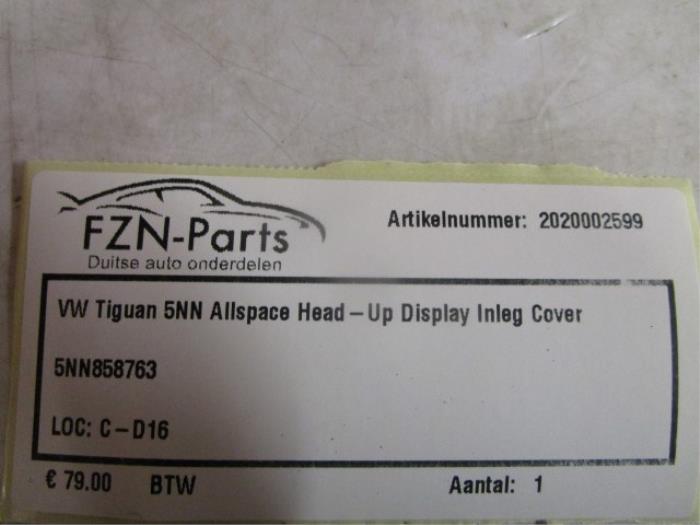 FZN-Parts
Duitse auto onderdelen
Artikelnummer: 2020002599
VW Tiguan 5NN Allspace Head-Up Display Inleg Cover
5NN858763
LOC: C-D16
€ 79.00 BTW Aantal: 1